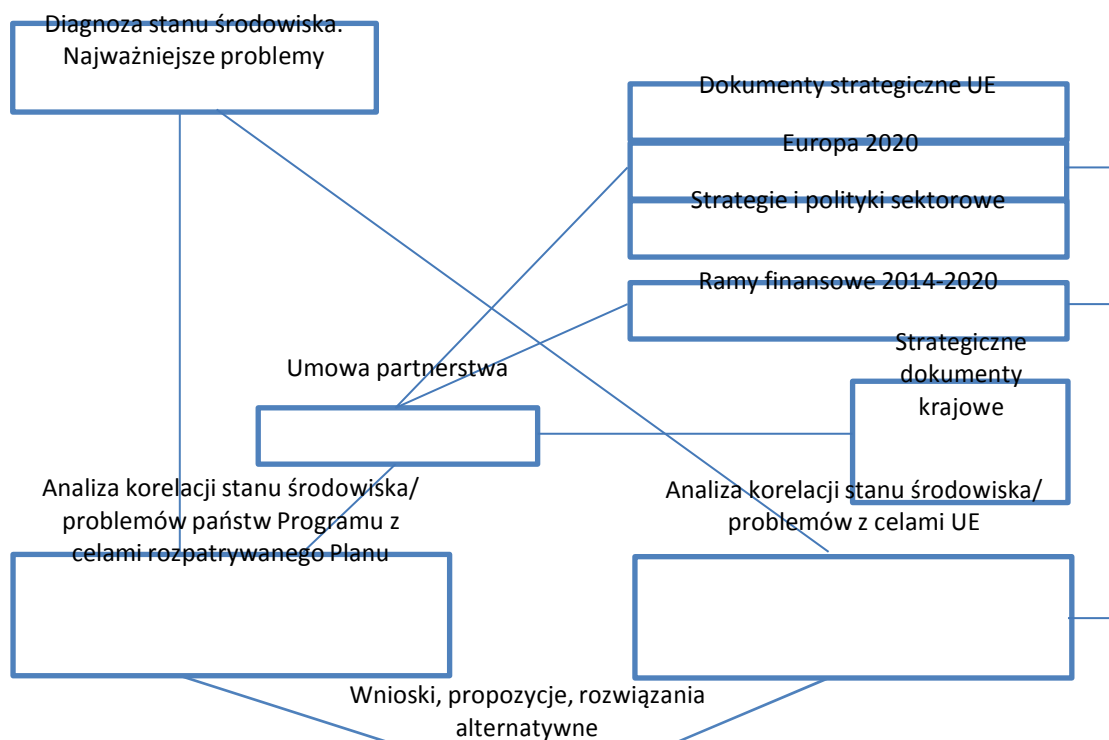 Diagnoza stanu środowiska.
Najważniejsze problemy
Dokumenty strategiczne UE
Europa 2020
Strategie i polityki sektorowe
Ramy finansowe 2014-2020
Strategiczne
dokumenty
krajowe
Umowa partnerstwa
Analiza korelacji stanu środowiska/
problemów państw Programu z
celami rozpatrywanego Planu
Analiza korelacji stanu środowiska/
problemów z celami UE
Wnioski, propozycje, rozwiązania
alternatywne